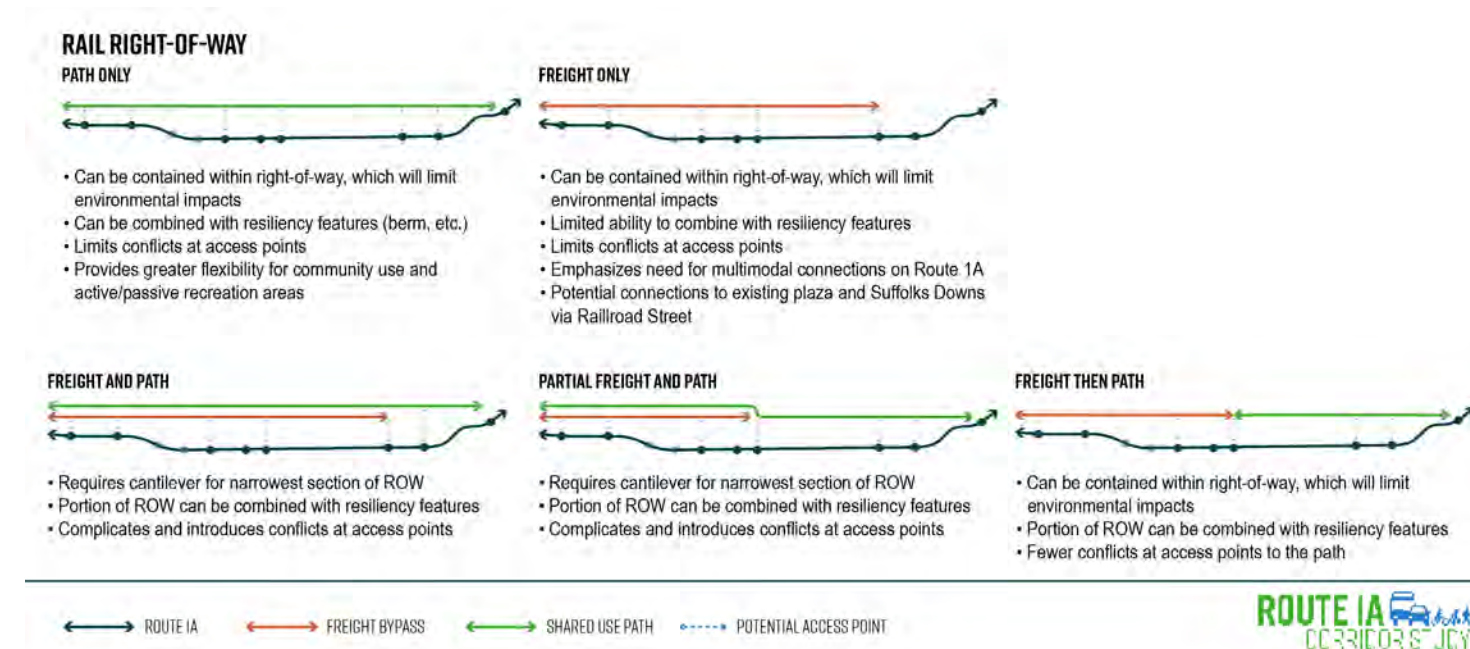 RAIL RIGHT-OF-WAY
PATH ONLY
• Can be contained within right-of-way, which will limit
environmental impacts
• Can be combined with resiliency features (berm, etc.)
• Limits conflicts at access points
• Provides greater flexibility for community use and
active/passive recreation areas
FREIGHT ONLY
• Can be contained within right-of-way, which will limit
environmental impacts
• Limited ability to combine with resiliency features
• Limits conflicts at access points
• Emphasizes need for multimodal connections on Route 1A
• Potential connections to existing plaza and Suffolks Downs
via Raillroad Street
FREIGHT AND PATH
• Requires cantilever for narrowest section of ROW
• Portion of ROW can be combined with resiliency features
• Complicates and introduces conflicts at access points
PARTIAL FREIGHT AND PATH
• Requires cantilever for narrowest section of ROW
• Portion of ROW can be combined with resiliency features
• Complicates and introduces conflicts at access points
FREIGHT THEN PATH
• Can be contained within right-of-way, which will limit
environmental impacts
• Portion of ROW can be combined with resiliency features
• Fewer conflicts at access points to the path
ROUTE 1A
FREIGHT BYPASS
SHARED USE PATH
POTENTIAL ACCESS POINT
ROUTE 1A
CORRIDOR STUDY